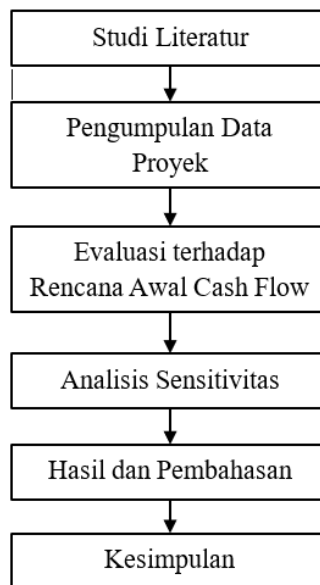 Studi Literatur
Pengumpulan Data
Proyek
Evaluasi terhadap
Rencana Awal Cash Flow
Analisis Sensitivitas
Hasil dan Pembahasan
Kesimpulan